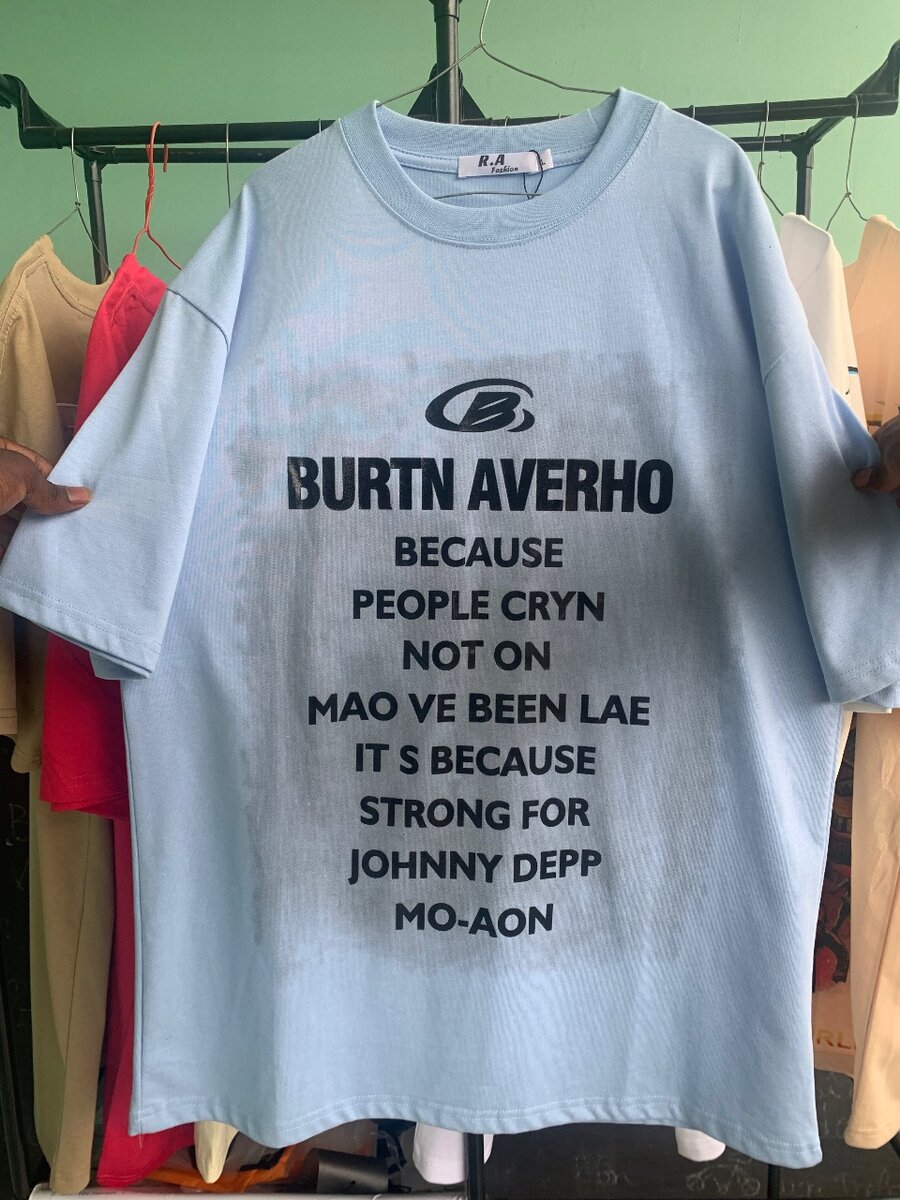 R.A
Fashion
L
B
BURTN AVERHO
BECAUSE
PEOPLE CRYN
NOT ON
MAO VE BEEN LAE
IT S BECAUSE
STRONG FOR
JOHNNY DEPP
MO-AON
RL